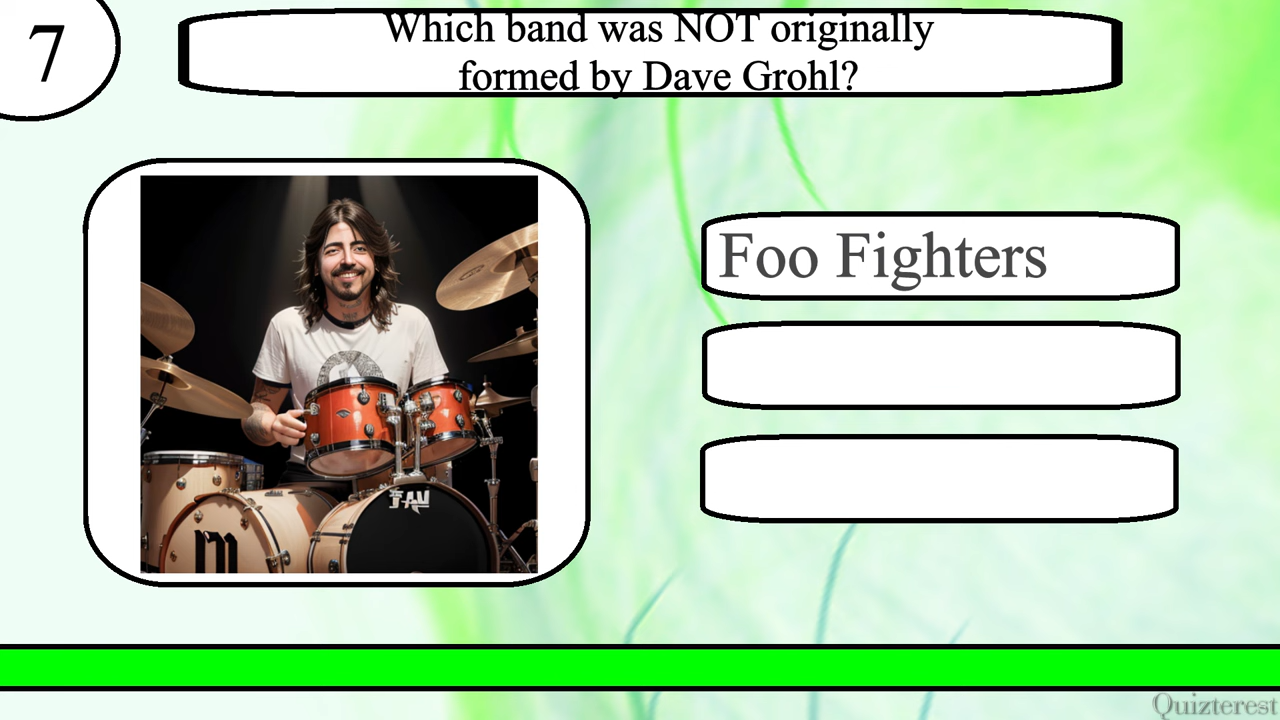 7
Which band was NOT originally
formed by Dave Grohl?
Foo Fighters
Quizterest